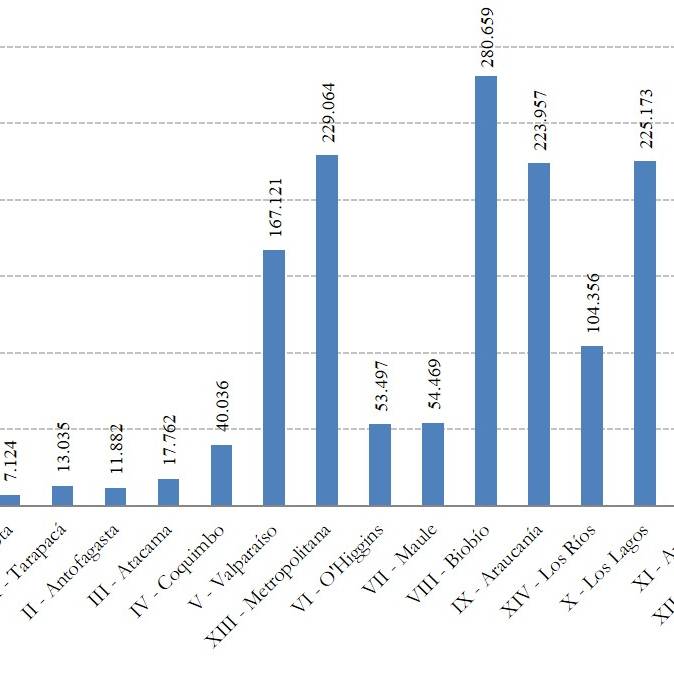 7.124
13.035
11.882
17.762
40.036
167.121
229.064
53.497
54.469
280.659
223.957
104.356
225.173
- Tarapacá
II - Antofagasta
III - Atacama
IV - Coquimbo
V - Valparaíso
XIII - Metropolitana
VI - O'Higgins
VII - Maule
VIII - Biobío
IX - Araucanía
XIV - Los Ríos
X - Los Lagos
XI -